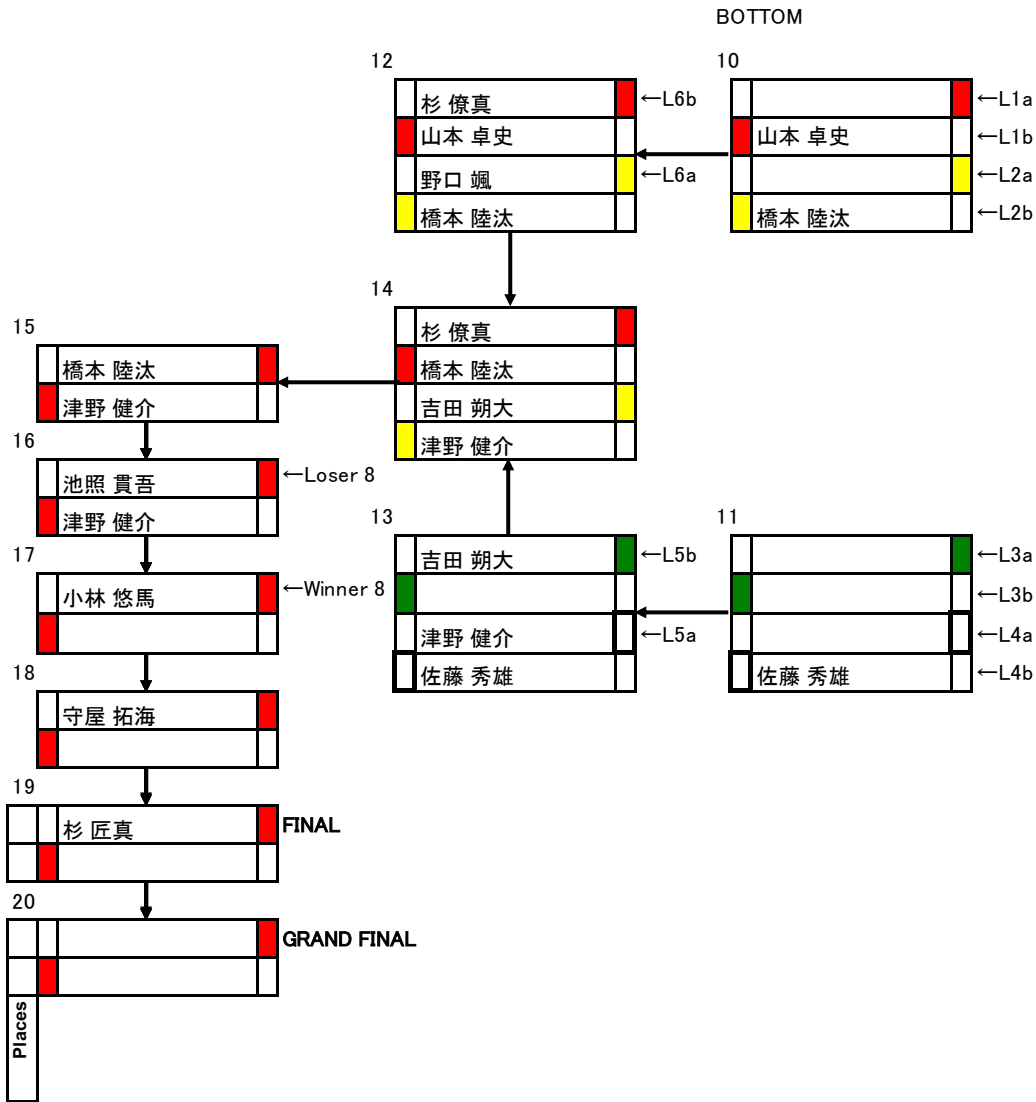 BOTTOM
12
杉 僚真
←L6b
山本 卓史
野口 颯
←L6a
橋本 陸汰
10
←L1a
山本 卓史
←L1b
←L2a
橋本 陸汰
←L2b
14
杉 僚真
橋本 陸汰
吉田 朔大
津野 健介
15
橋本 陸汰
津野 健介
16
池照 貫吾
←Loser 8
津野 健介
13
吉田 朔大
←L5b
津野 健介
←L5a
佐藤 秀雄
11
←L3a
←L3b
←L4a
佐藤 秀雄
←L4b
17
小林 悠馬
←Winner 8
18
守屋 拓海
19
杉 匠真
FINAL
20
GRAND FINAL
Places